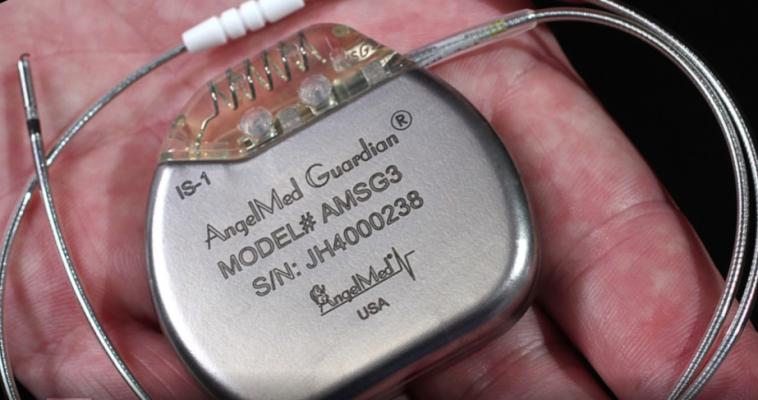 IS-1
AngelMed Guardian®
MODEL# AMSG3
S/N: JH4000238
AngelMed®
USA